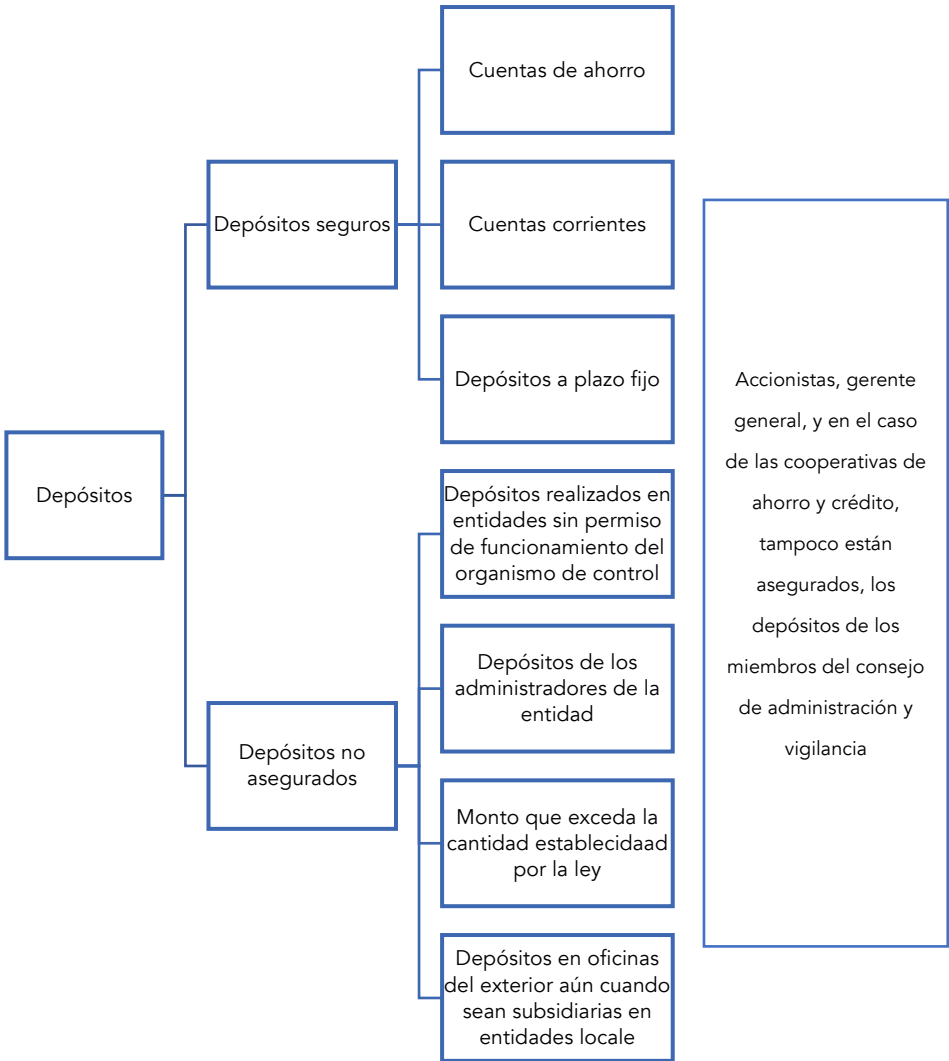 Depósitos
Depósitos seguros
Cuentas de ahorro
Cuentas corrientes
Depósitos a plazo fijo
Depósitos no
asegurados
Depósitos realizados en
entidades sin permiso
de funcionamiento del
organismo de control
Depósitos de los
administradores de la
entidad
Monto que exceda la
cantidad establecidaad
por la ley
Depósitos en oficinas
del exterior aún cuando
sean subsidiarias en
entidades locale
Accionistas, gerente
general, y en el caso
de las cooperativas de
ahorro y crédito,
tampoco están
asegurados, los
depósitos de los
miembros del consejo
de administración y
vigilancia